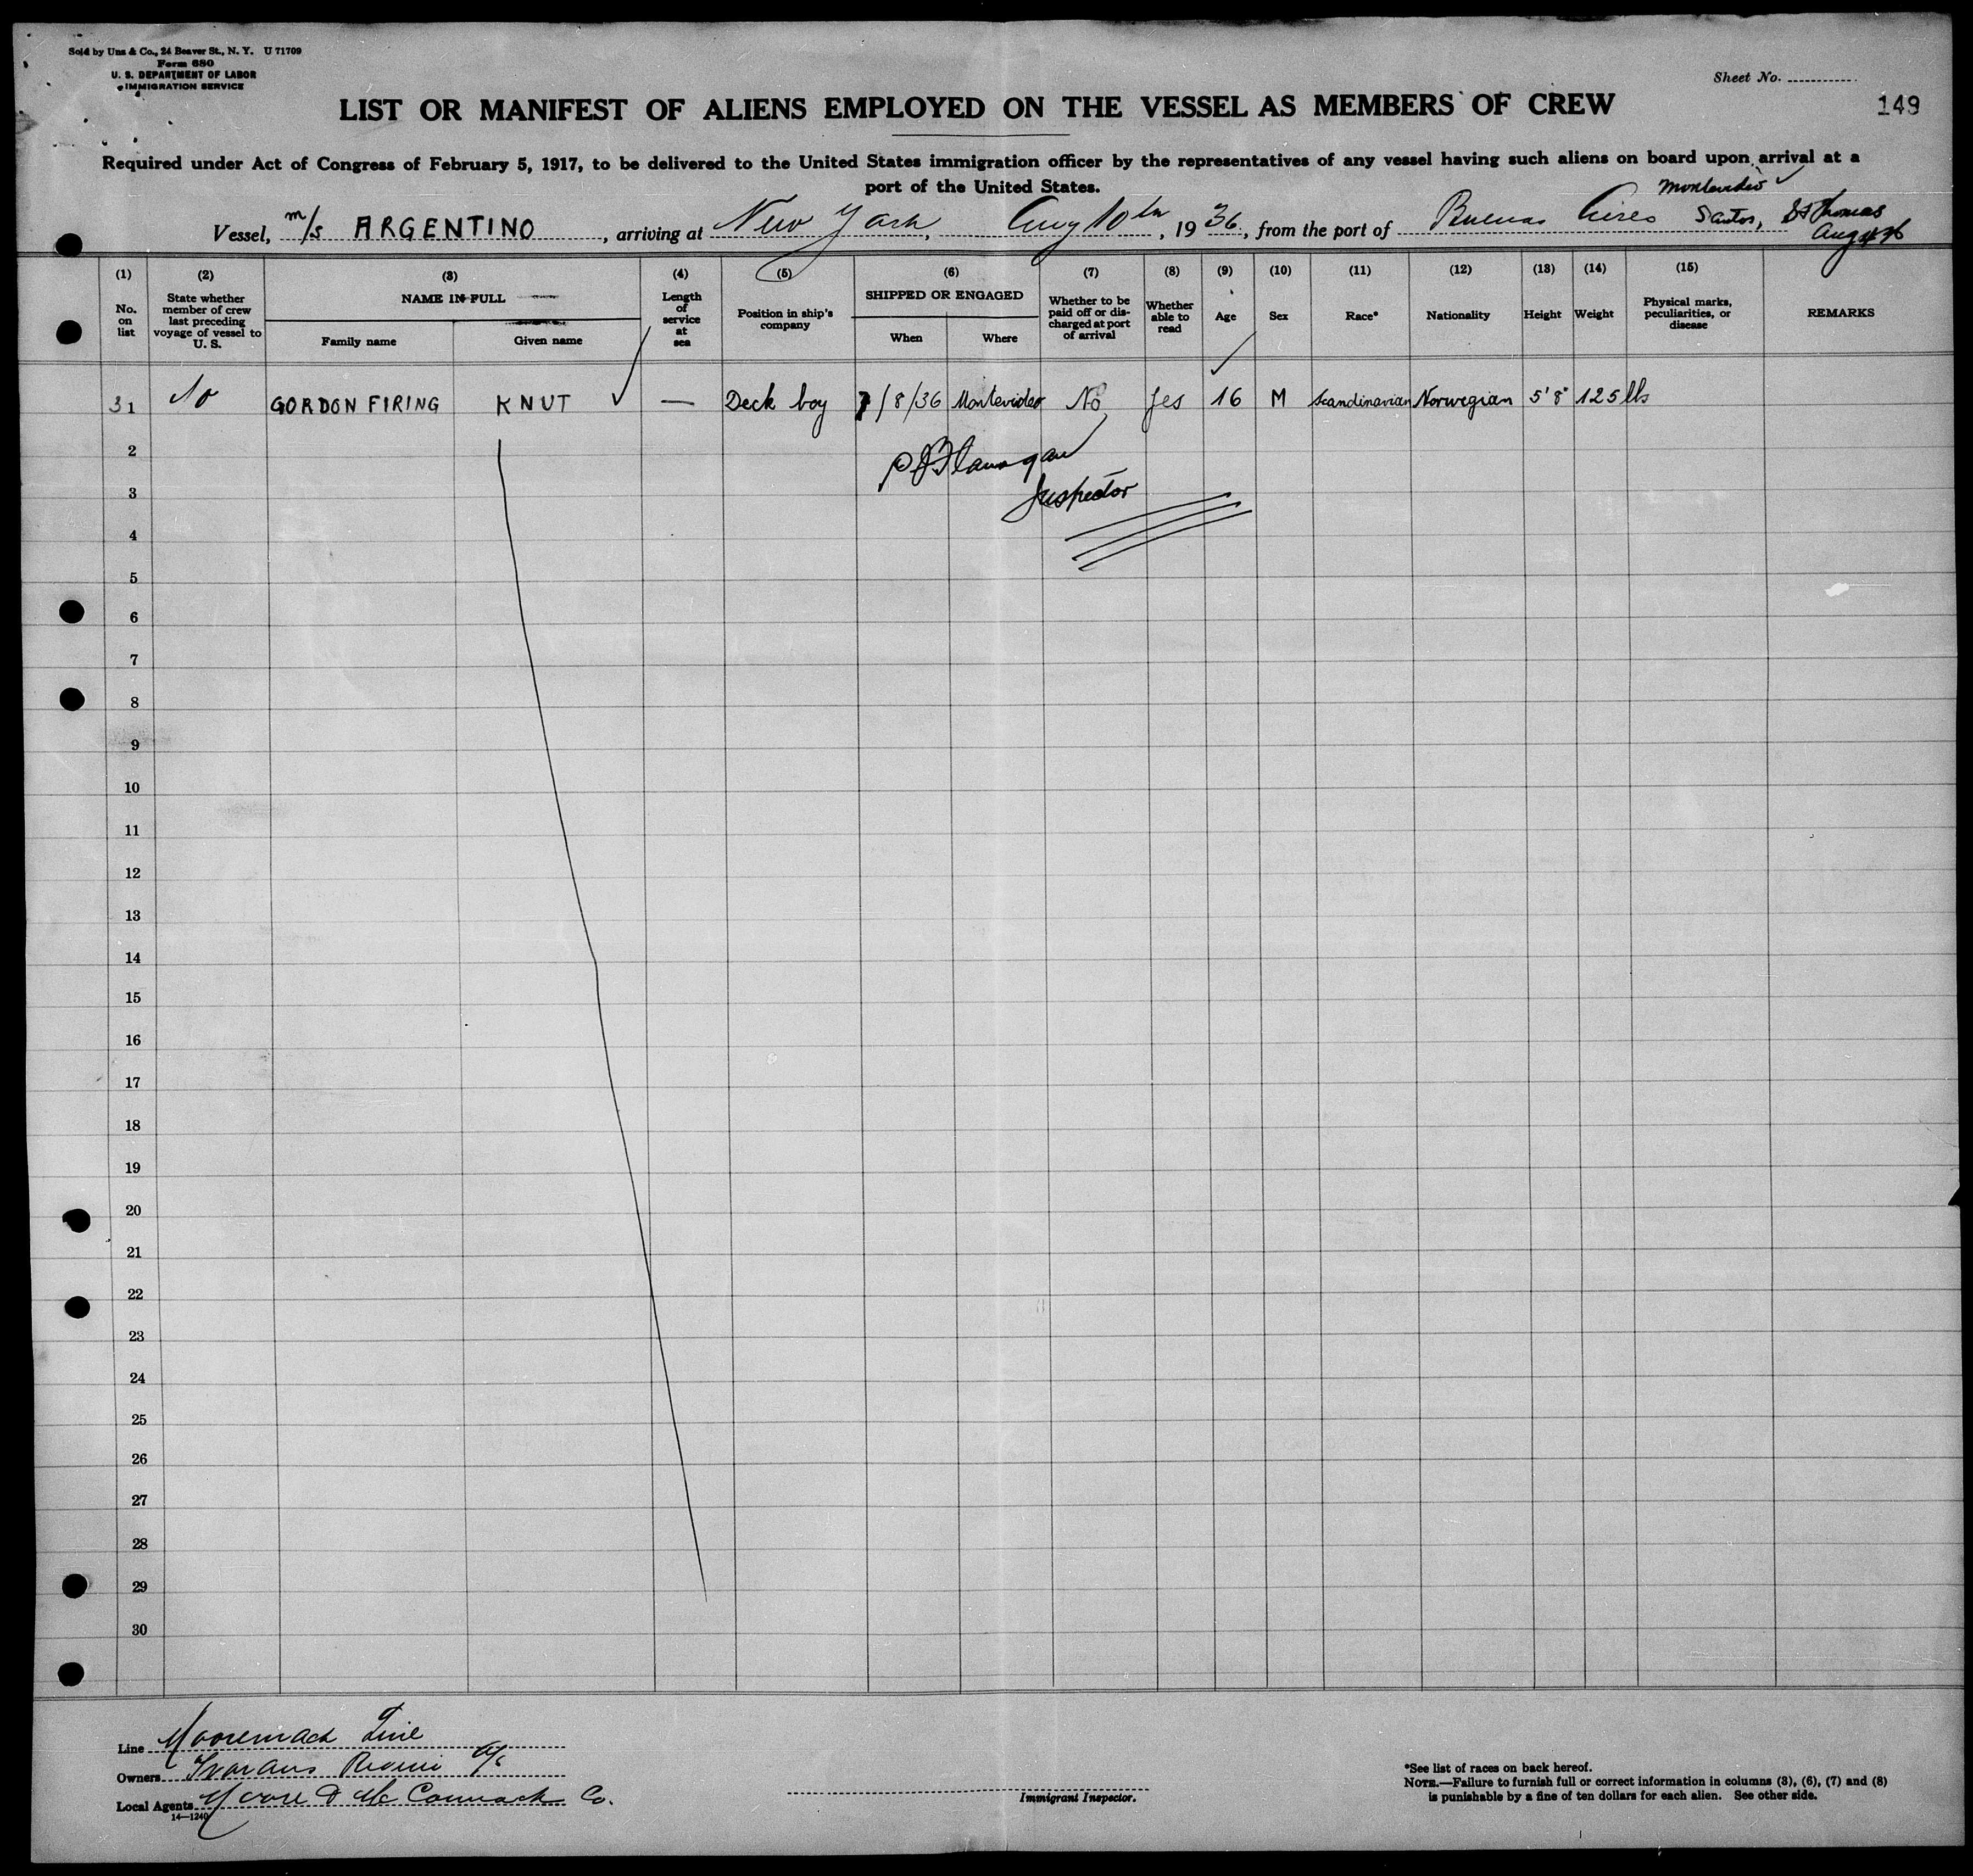 Sold by Unz & Co., 24 Beaver St., N. Y. U 71709
Form 680
U. S. DEPARTMENT OF LABOR
IMMIGRATION SERVICE
Sheet No.
149
LIST OR MANIFEST OF ALIENS EMPLOYED ON THE VESSEL AS MEMBERS OF CREW
Required under Act of Congress of February 5, 1917, to be delivered to the United States immigration officer by the representatives of any vessel having such aliens on board upon arrival at a
port of the United States.
Montevideo
Vessel, m/s ARGENTINO, arriving at New York, Aug 10th, 1936, from the port of Buenos Aires Santos, St Thomas
Aug
(1) (2) (3) (4) (5) (6) (7) (8) (9) (10) (11) (12) (13) (14) (15)
No. on list
State whether member of crew last preceding voyage of vessel to U. S.
NAME IN FULL
Family name
Given name
Length of service at sea
Position in ship's company
SHIPPED OR ENGAGED
When
Where
Whether to be paid off or discharged at port of arrival
Whether able to read
Age
Sex
Race*
Nationality
Height
Weight
Physical marks, peculiarities, or disease
REMARKS
31 No GORDON FIRING KNUT — Deck boy 7/8/36 Montevideo No Yes 16 M Scandinavian Norwegian 5'8" 125 lbs
2
Flanagan
3
Inspector
4
5
6
7
8
9
10
11
12
13
14
15
16
17
18
19
20
21
22
23
24
25
26
27
28
29
30
Line Mooremack Line
Owners Ivarans Rederi A/S
Local Agents Moore & McCormack Co.
14—1240
Immigrant Inspector.
*See list of races on back hereof.
NOTE.—Failure to furnish full or correct information in columns (3), (6), (7) and (8)
is punishable by a fine of ten dollars for each alien. See other side.